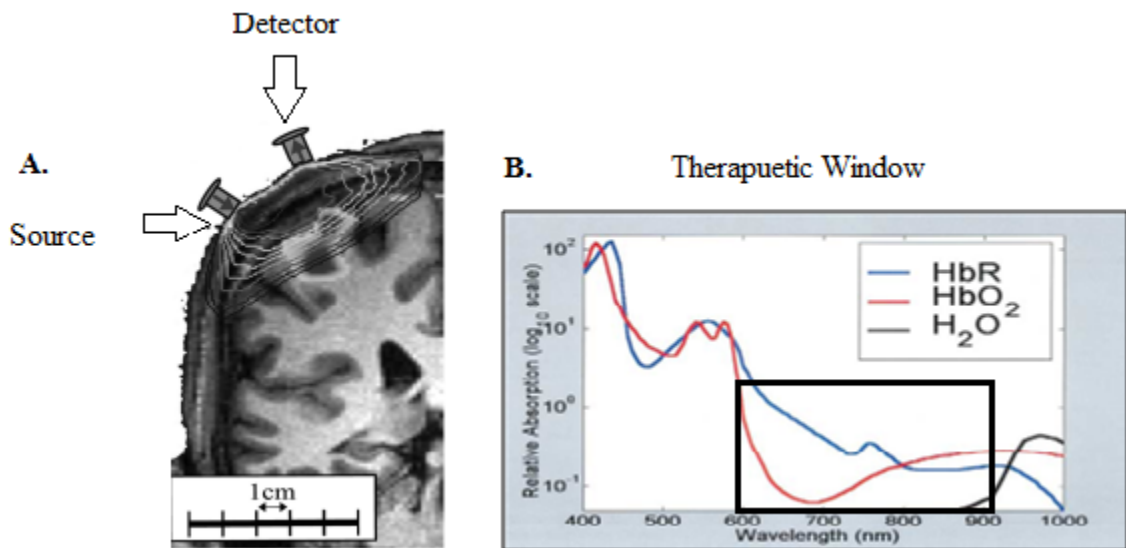 Detector
A.
Source
1cm
B.
Therapuetic Window
Relative Absorption (log10 scale)
10²
10¹
10⁰
10⁻¹
HbR
HbO₂
H₂O
400 500 600 700 800 900 1000
Wavelength (nm)